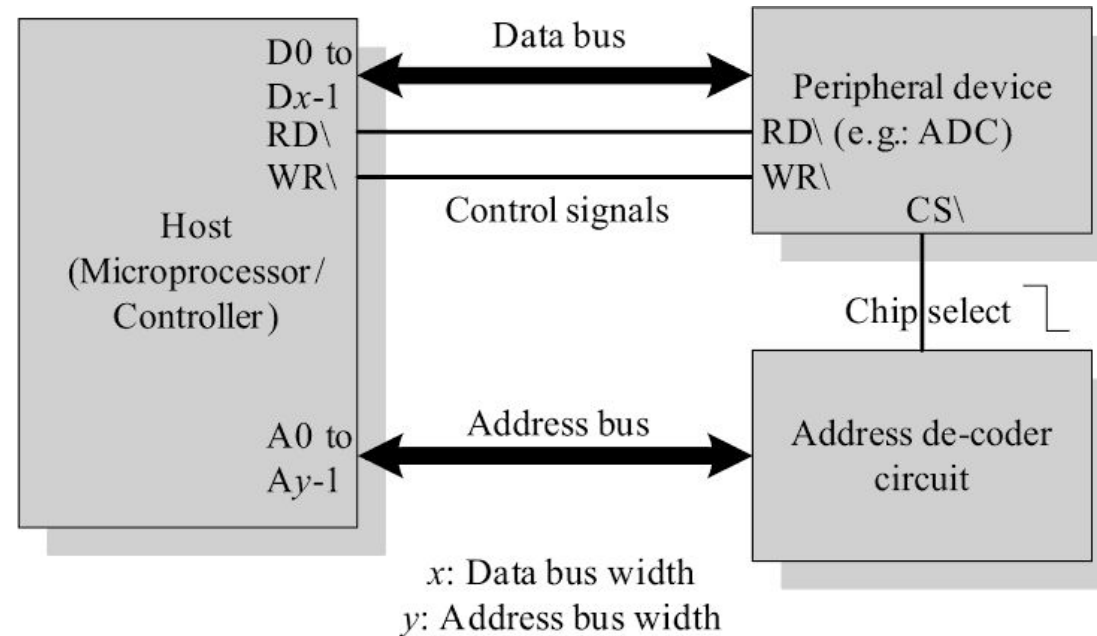 D0 to
Dx-1
RD\
WR\
Host
(Microprocessor/
Controller)
A0 to
Ay-1
Data bus
Control signals
Address bus
Peripheral device
RD\ (e.g.: ADC)
WR\
CS\
Chip select
Address de-coder
circuit
x: Data bus width
y: Address bus width